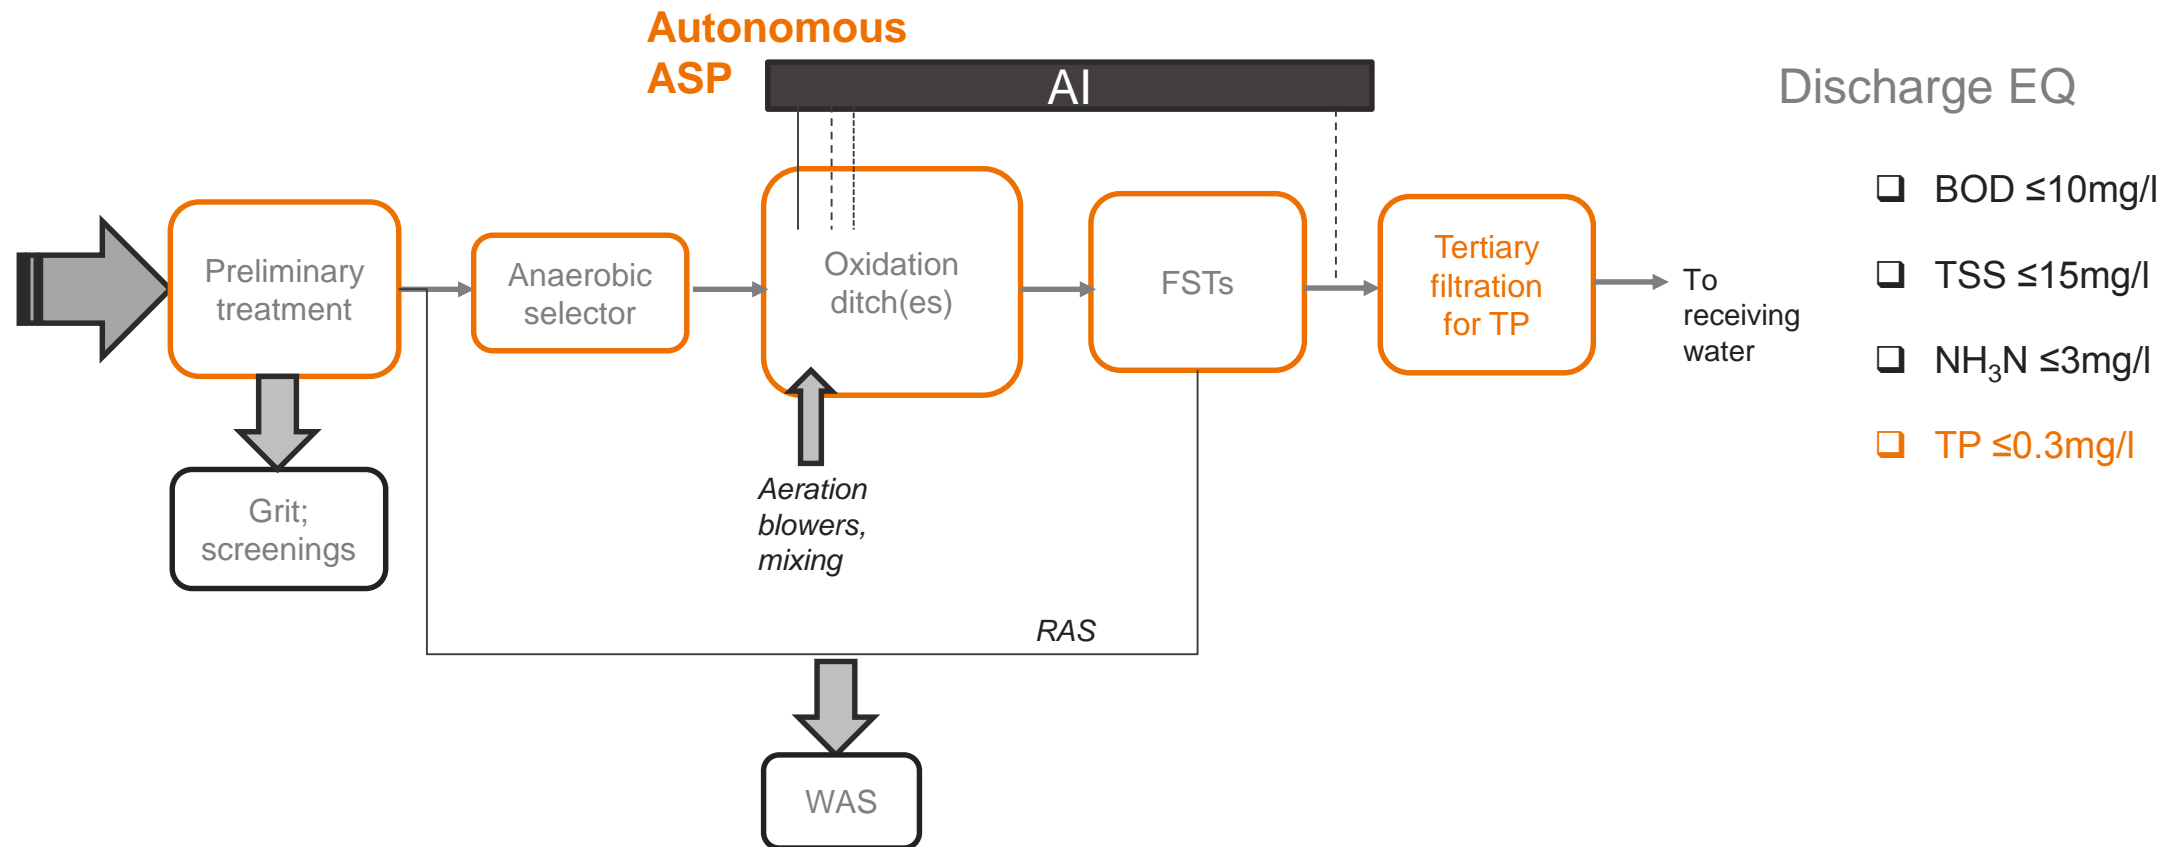 Autonomous
ASP
AI
Discharge EQ
Preliminary
treatment
Anaerobic
selector
Oxidation
ditch(es)
FSTs
Tertiary
filtration
for TP
To
receiving
water
BOD ≤10mg/l
TSS ≤15mg/l
NH₃N ≤3mg/l
TP ≤0.3mg/l
Grit;
screenings
Aeration
blowers,
mixing
RAS
WAS